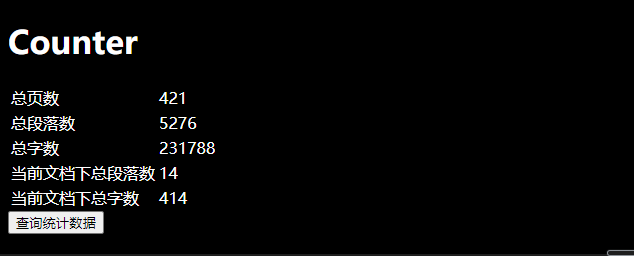 Counter
总页数 421
总段落数 5276
总字数 231788
当前文档下总段落数 14
当前文档下总字数 414
查询统计数据